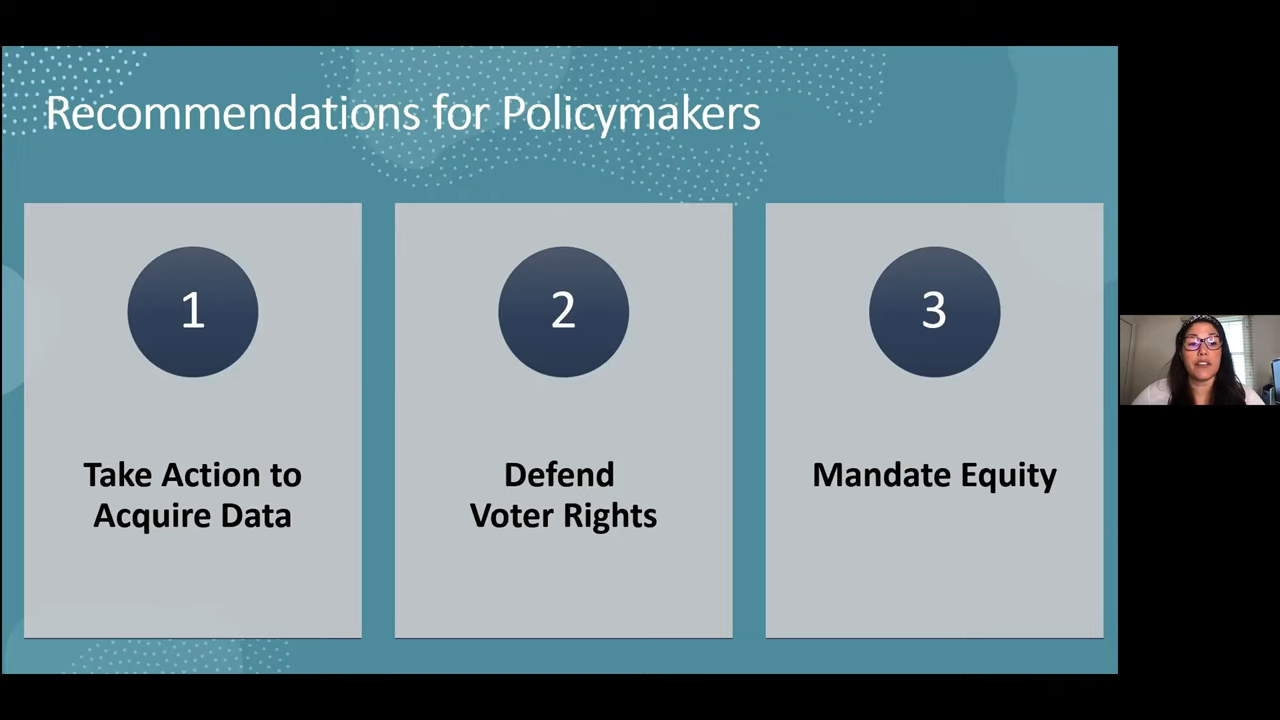 Recommendations for Policymakers
1
2
3
Take Action to
Acquire Data
Defend
Voter Rights
Mandate Equity